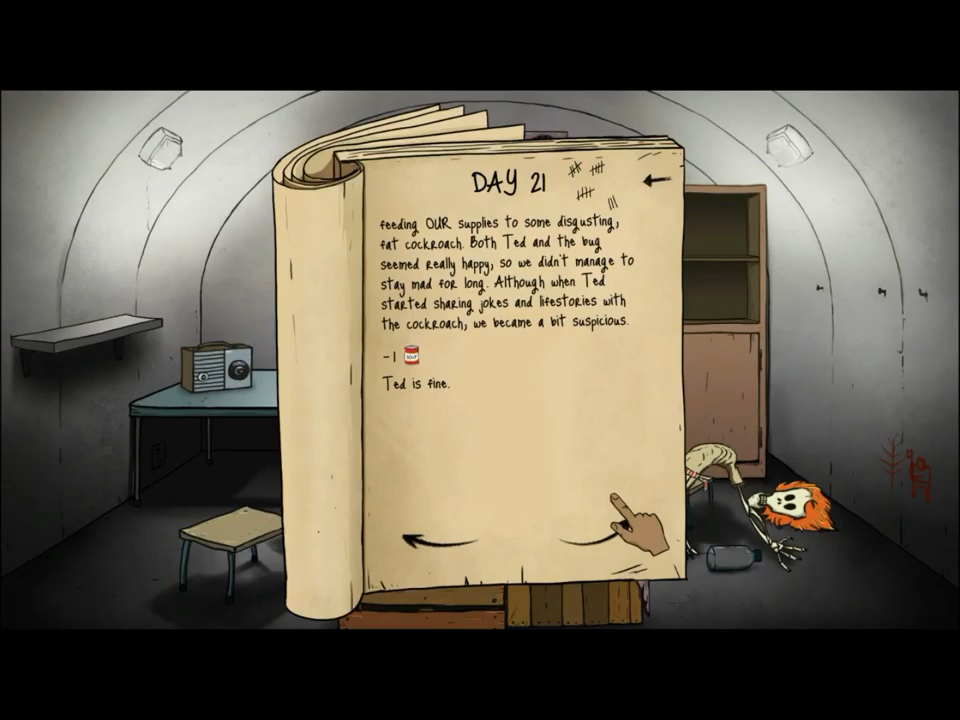 DAY 21
feeding OUR supplies to some disgusting,
fat cockroach. Both Ted and the bug
seemed really happy, so we didn't manage to
stay mad for long. Although when Ted
started sharing jokes and lifestories with
the cockroach, we became a bit suspicious.
-1 SOUP
Ted is fine.